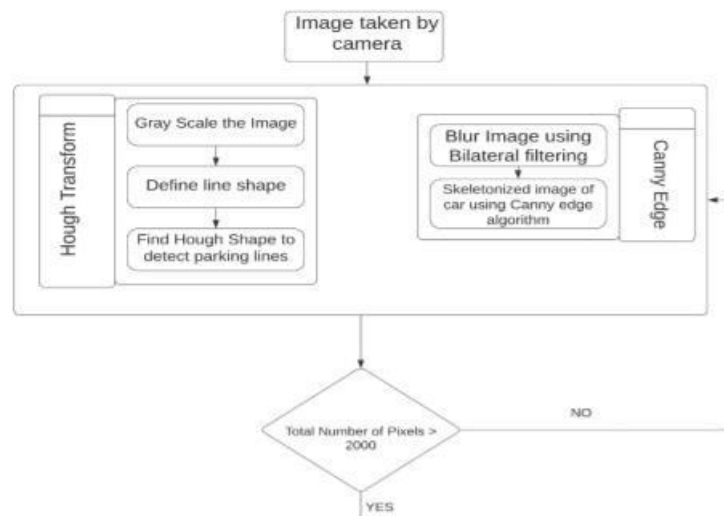 Image taken by
camera
Hough Transform
Gray Scale the Image
Define line shape
Find Hough Shape to
detect parking lines
Blur Image using
Bilateral filtering
Skeletonized image of
car using Canny edge
algorithm
Canny Edge
Total Number of Pixels >
2000
NO
YES